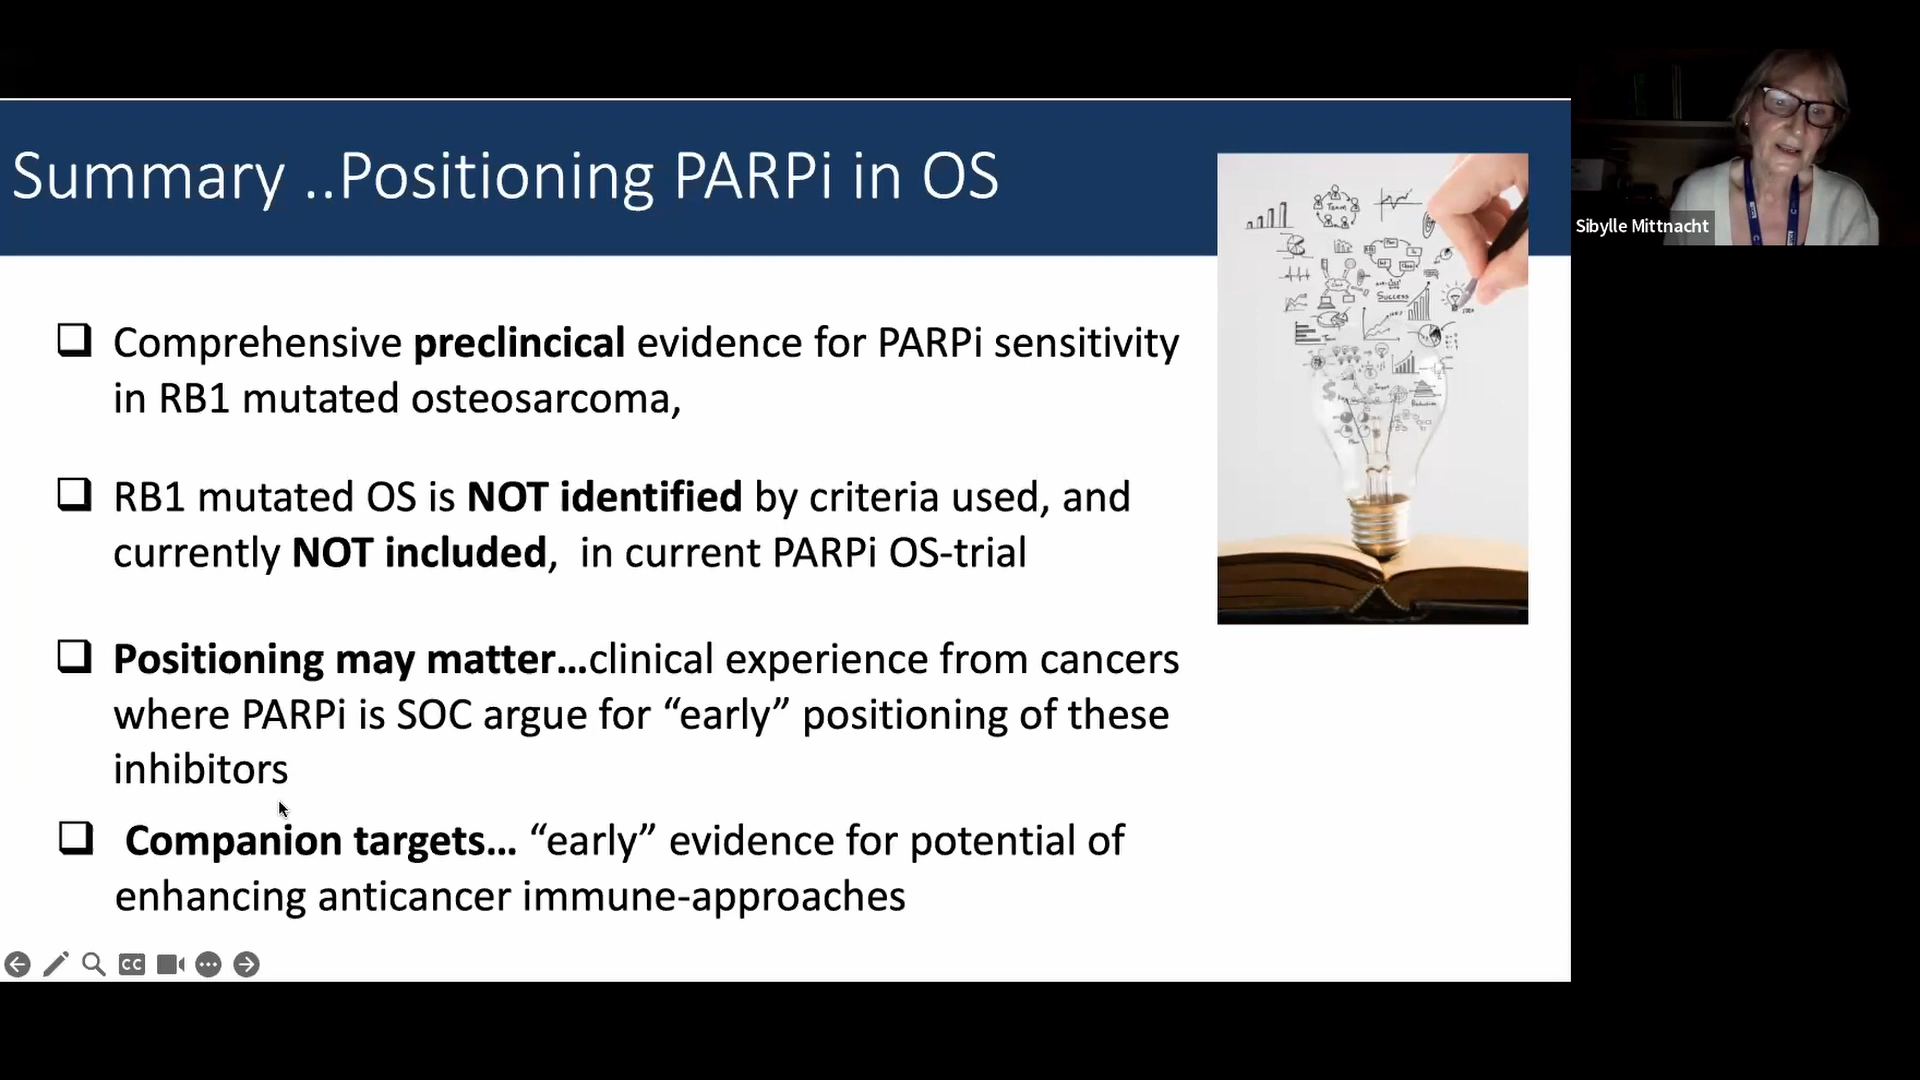 Summary ..Positioning PARPi in OS
Sibylle Mittnacht
Team
SUCCESS
Comprehensive preclincical evidence for PARPi sensitivity
in RB1 mutated osteosarcoma,
RB1 mutated OS is NOT identified by criteria used, and
currently NOT included,  in current PARPi OS-trial
Positioning may matter...clinical experience from cancers
where PARPi is SOC argue for “early” positioning of these
inhibitors
Companion targets... “early” evidence for potential of
enhancing anticancer immune-approaches
CC